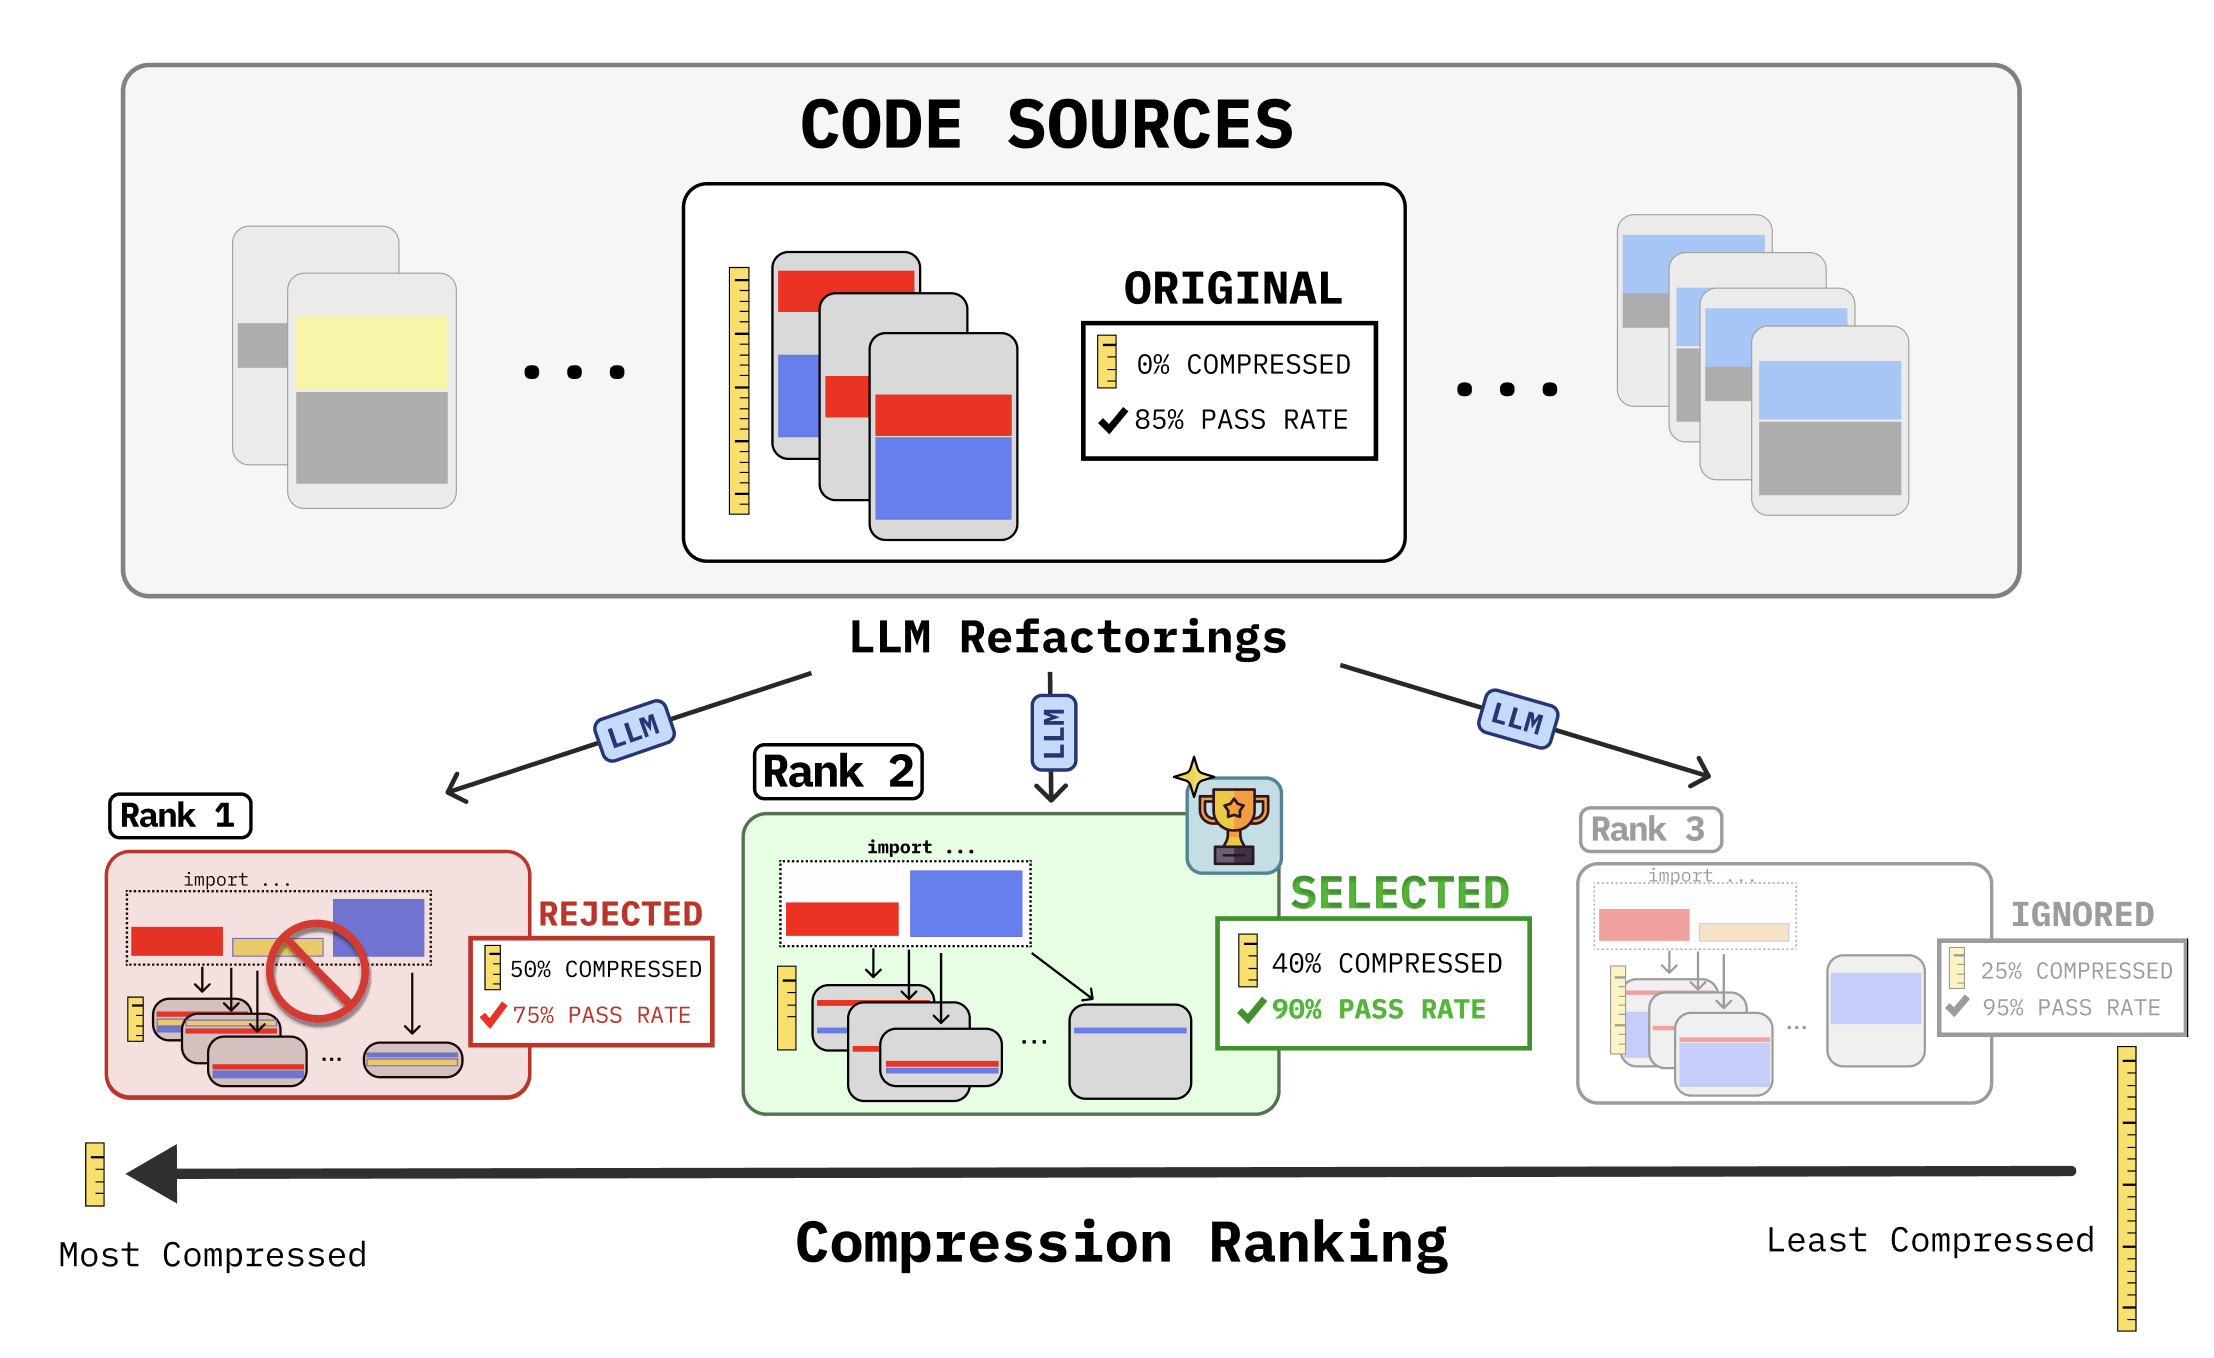 CODE SOURCES
ORIGINAL
0% COMPRESSED
85% PASS RATE
...
...
LLM Refactorings
LLM
LLM
LLM
Rank 1
import ...
REJECTED
50% COMPRESSED
75% PASS RATE
...
Rank 2
import ...
SELECTED
40% COMPRESSED
90% PASS RATE
...
Rank 3
import ...
IGNORED
25% COMPRESSED
95% PASS RATE
...
Most Compressed
Compression Ranking
Least Compressed